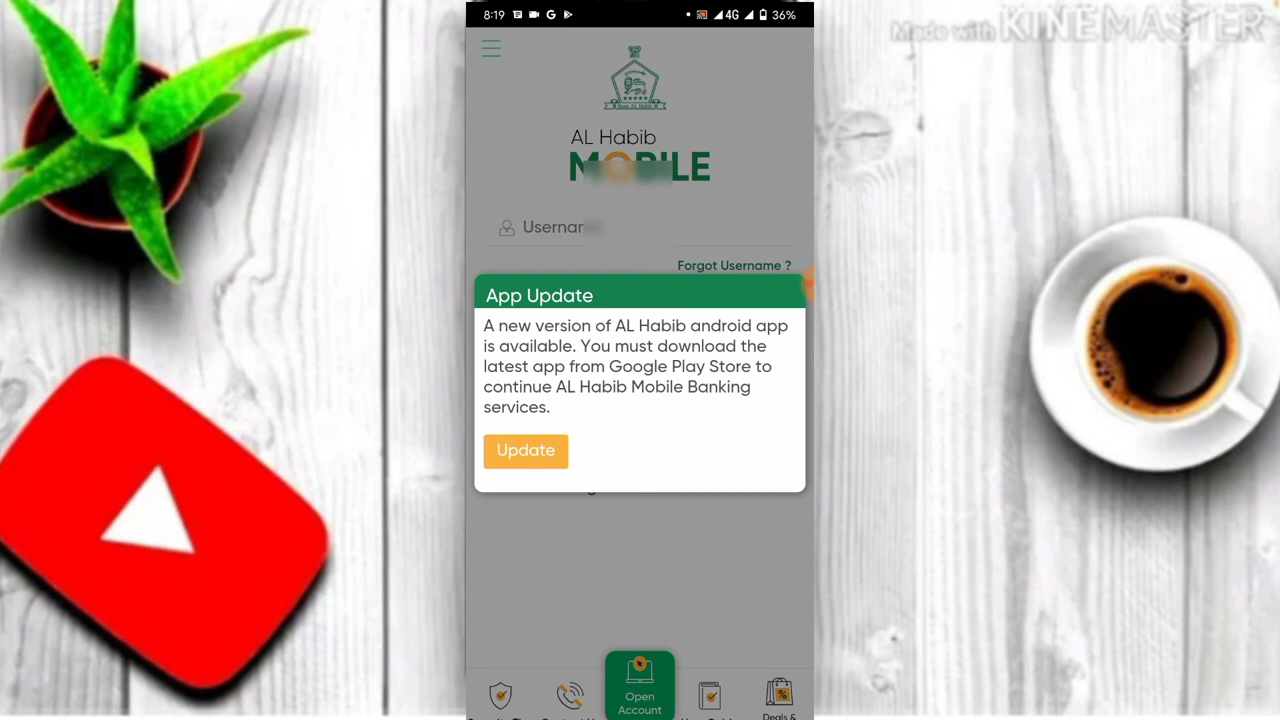 Made with KINEMASTER
8:19
4G
36%
AL Habib
MOBILE
Forgot Username ?
App Update
A new version of AL Habib android app
is available. You must download the
latest app from Google Play Store to
continue AL Habib Mobile Banking
services.
Update
Open
Account
Deals &